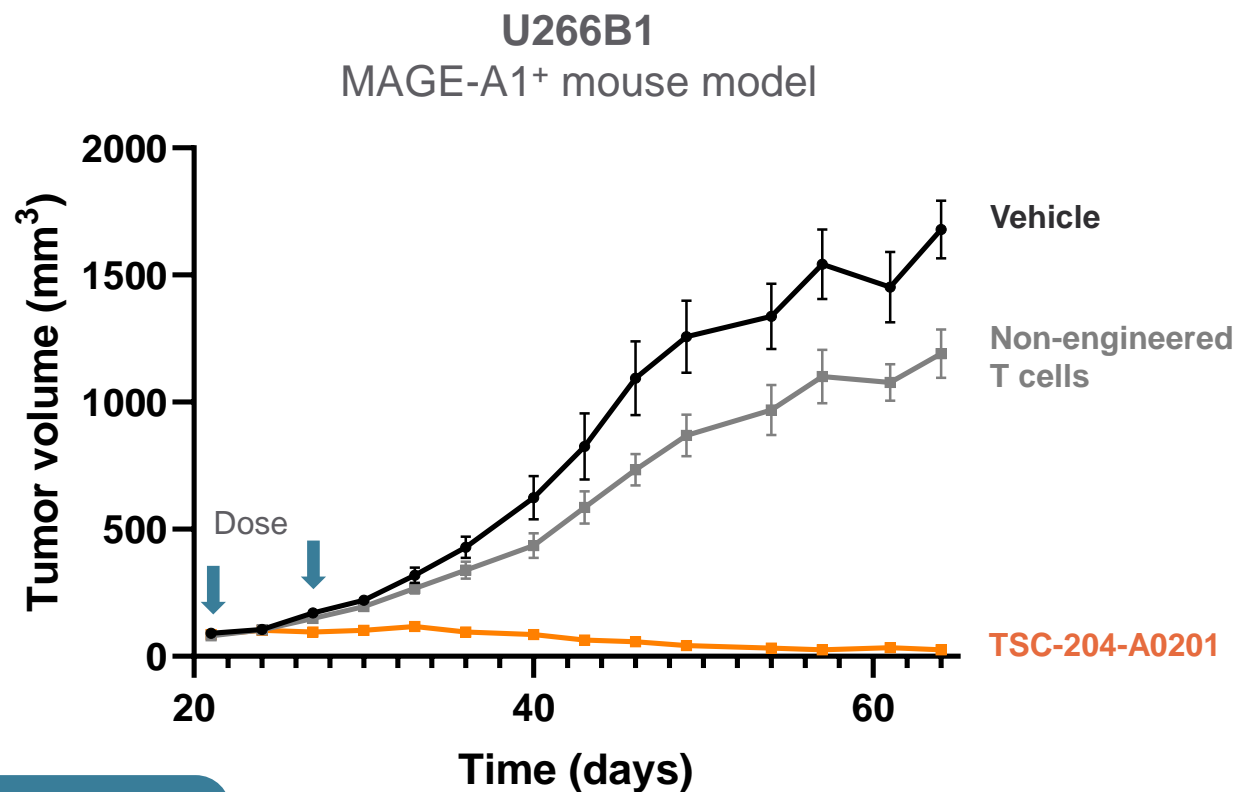 U266B1
MAGE-A1⁺ mouse model
Tumor volume (mm³)
2000
1500
1000
500
0
Dose
Vehicle
Non-engineered
T cells
TSC-204-A0201
20
40
60
Time (days)